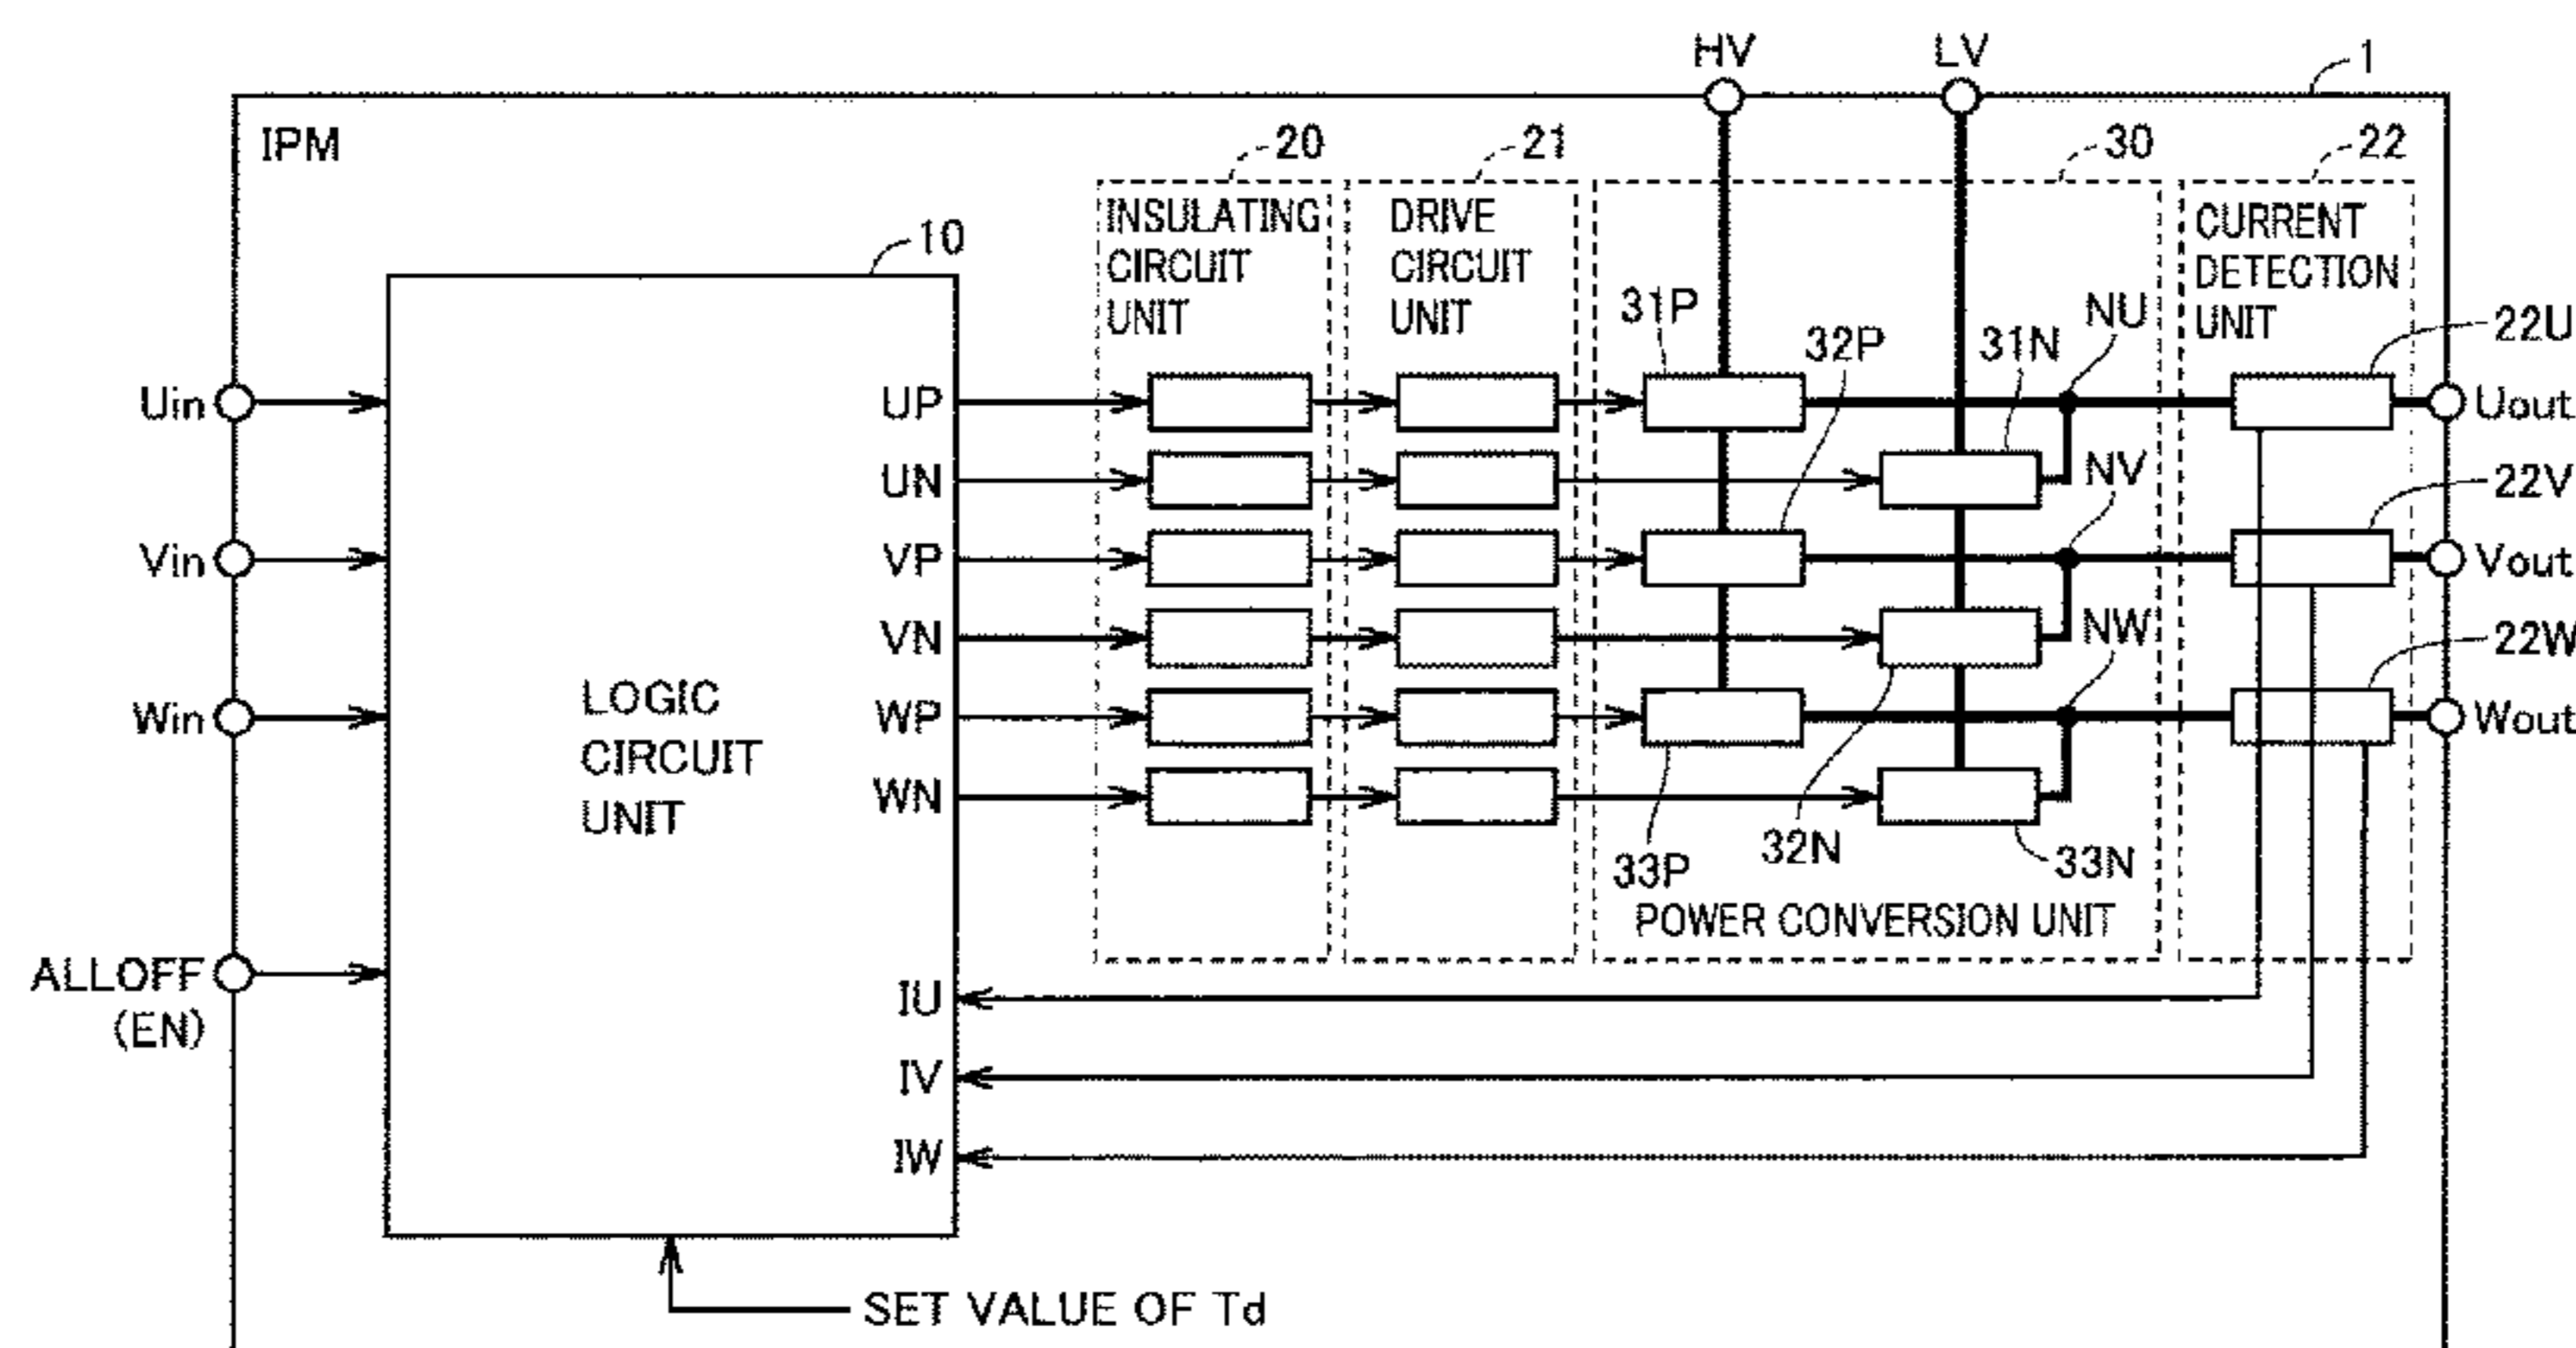 HV
LV
1
IPM
20
21
30
22
INSULATING
CIRCUIT
UNIT
DRIVE
CIRCUIT
UNIT
CURRENT
DETECTION
UNIT
10
31P
32P
31N
NU
22U
Uin
UP
Uout
UN
NV
22V
Vin
VP
Vout
VN
NW
22W
Win
LOGIC
CIRCUIT
UNIT
WP
Wout
WN
33P
32N
33N
POWER CONVERSION UNIT
ALLOFF
(EN)
IU
IV
IW
SET VALUE OF Td